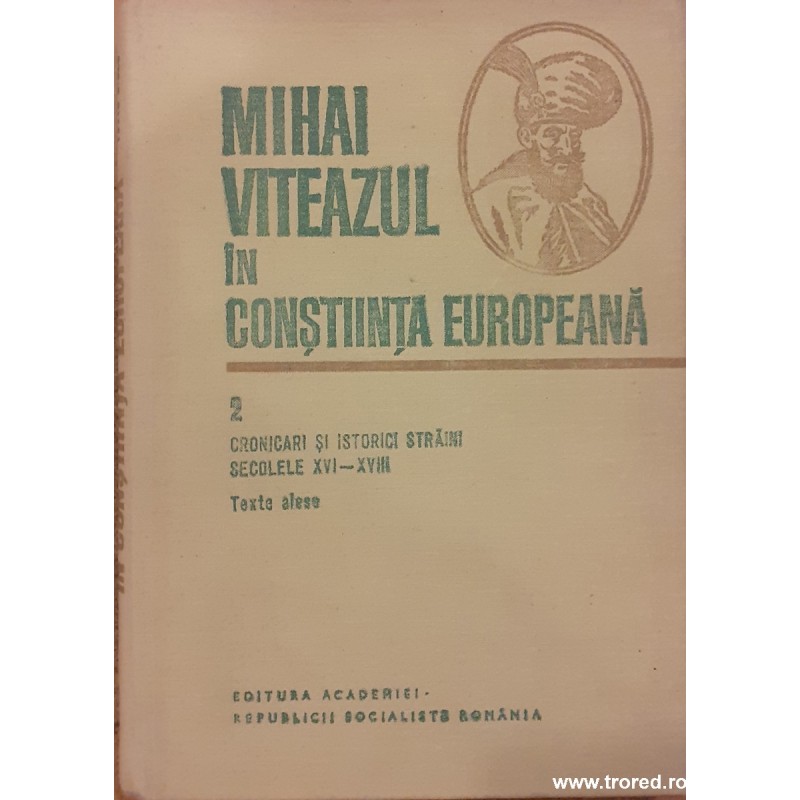 MIHAI
VITEAZUL
ÎN
CONȘTIINȚA EUROPEANĂ
2
CRONICARI ȘI ISTORICI STRĂINI
SECOLELE XVI—XVIII
Texte alese
EDITURA ACADEMIEI
REPUBLICII SOCIALISTE ROMÂNIA
www.trored.ro